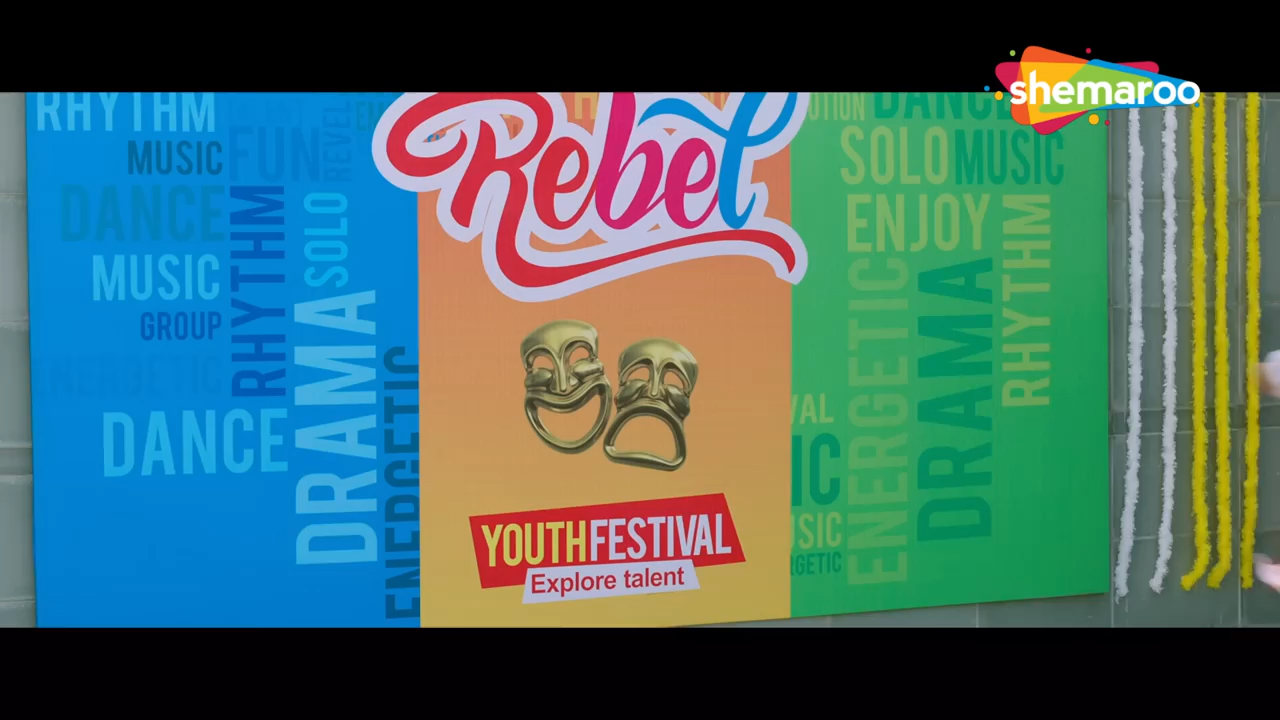 shemaroo
RHYTHM
MUSIC
FUN
REVEL
DANCE
RHYTHM
SOLO
MUSIC
GROUP
ENERGETIC
DANCE
DRAMA
ENERGETIC
Rebel
YOUTHFESTIVAL
Explore talent
DANCE
SOLO MUSIC
ENJOY
RHYTHM
ENERGETIC
DRAMA